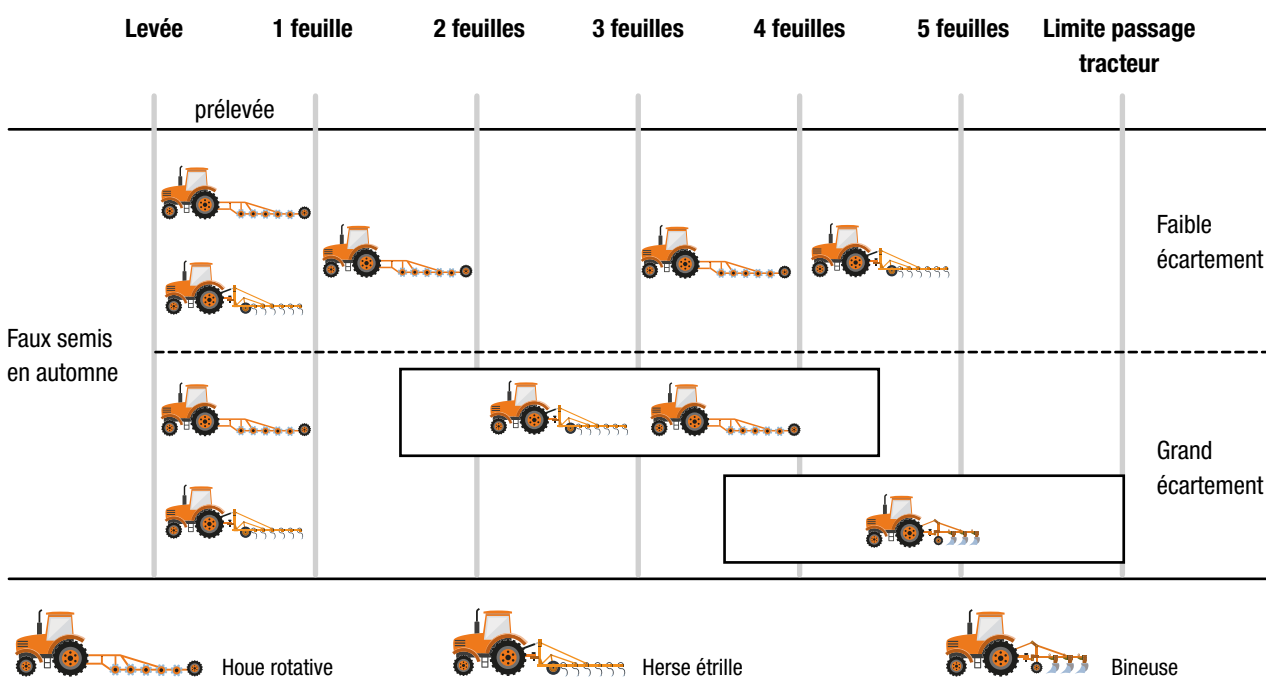 Levée 1 feuille 2 feuilles 3 feuilles 4 feuilles 5 feuilles Limite passage
tracteur
prélevée
Faible
écartement
Faux semis
en automne
Grand
écartement
Houe rotative Herse étrille Bineuse